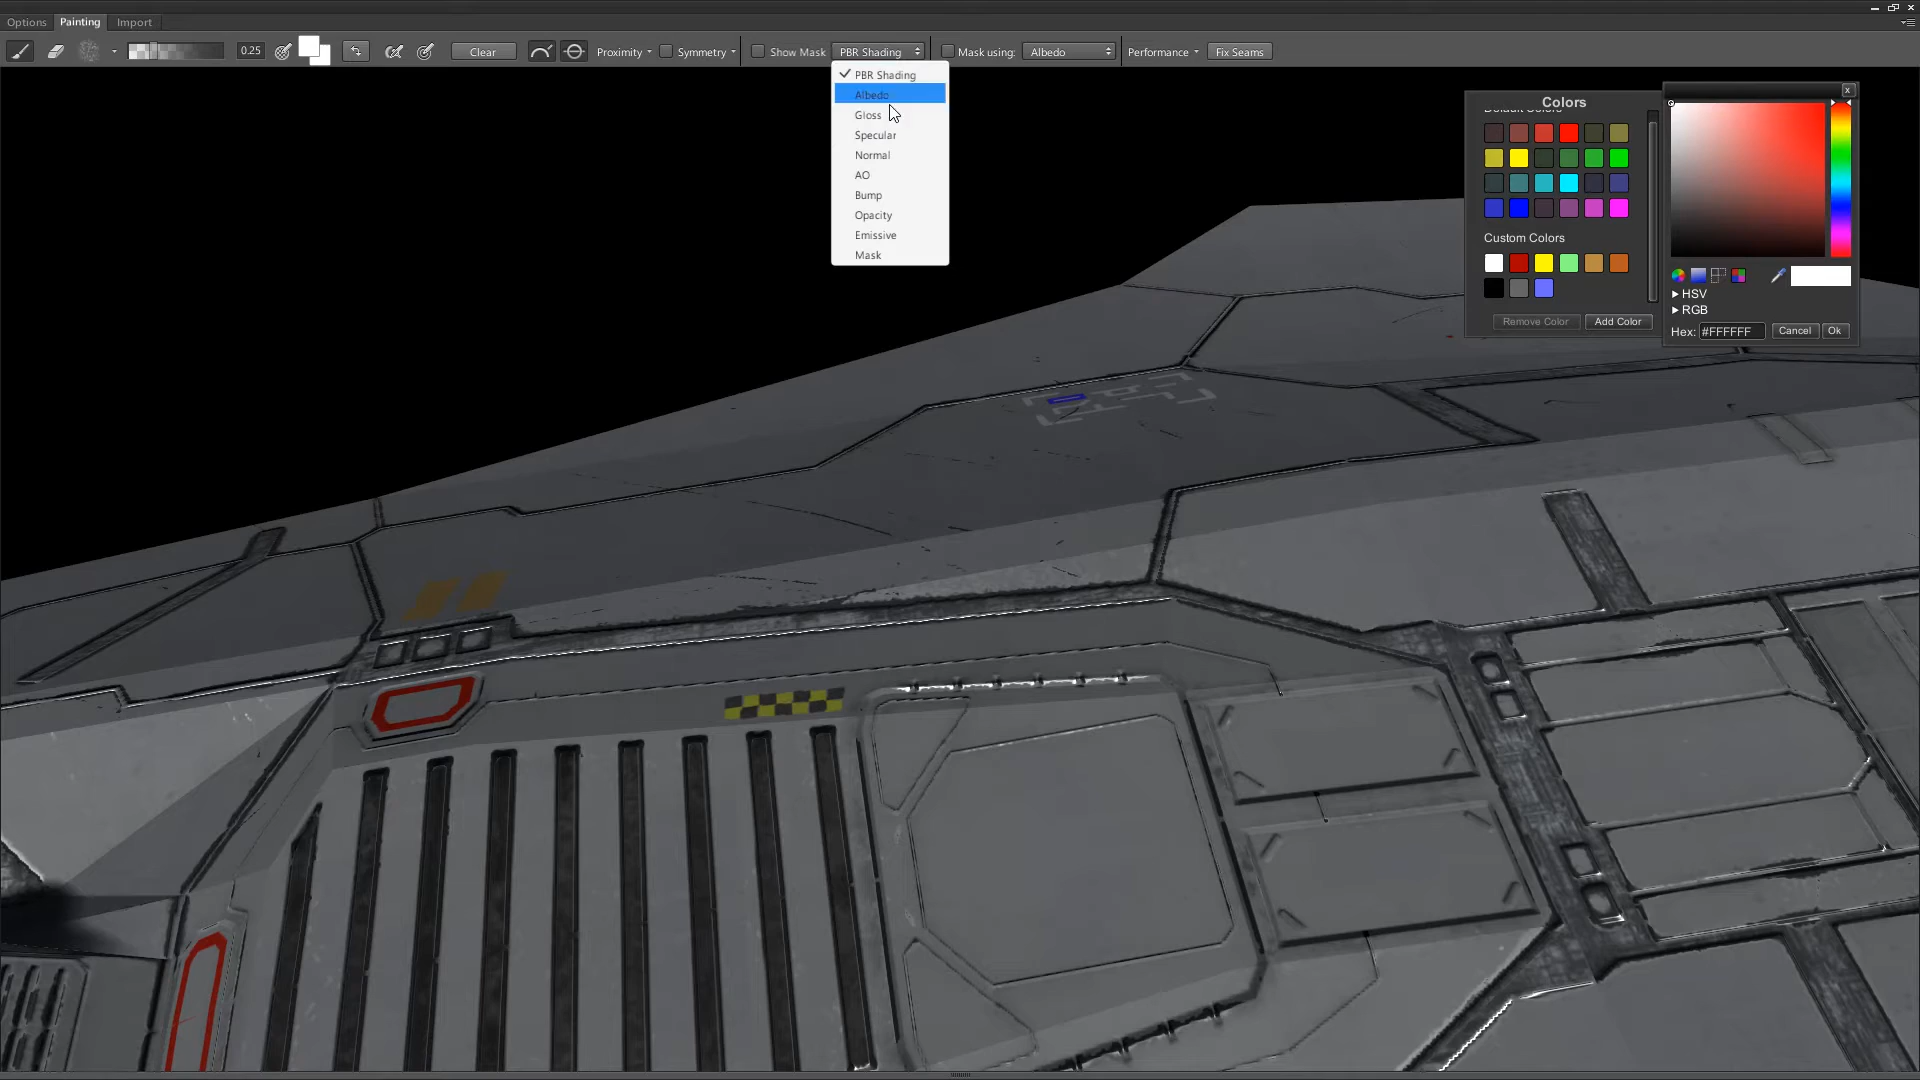 Options Painting Import
0.25 Clear Proximity Symmetry Show Mask PBR Shading Mask using: Albedo Performance Fix Seams
PBR Shading
Albedo
Gloss
Specular
Normal
AO
Bump
Opacity
Emissive
Mask
Colors
Default Colors
Custom Colors
Remove Color Add Color
x
HSV
RGB
Hex: #FFFFFF Cancel Ok